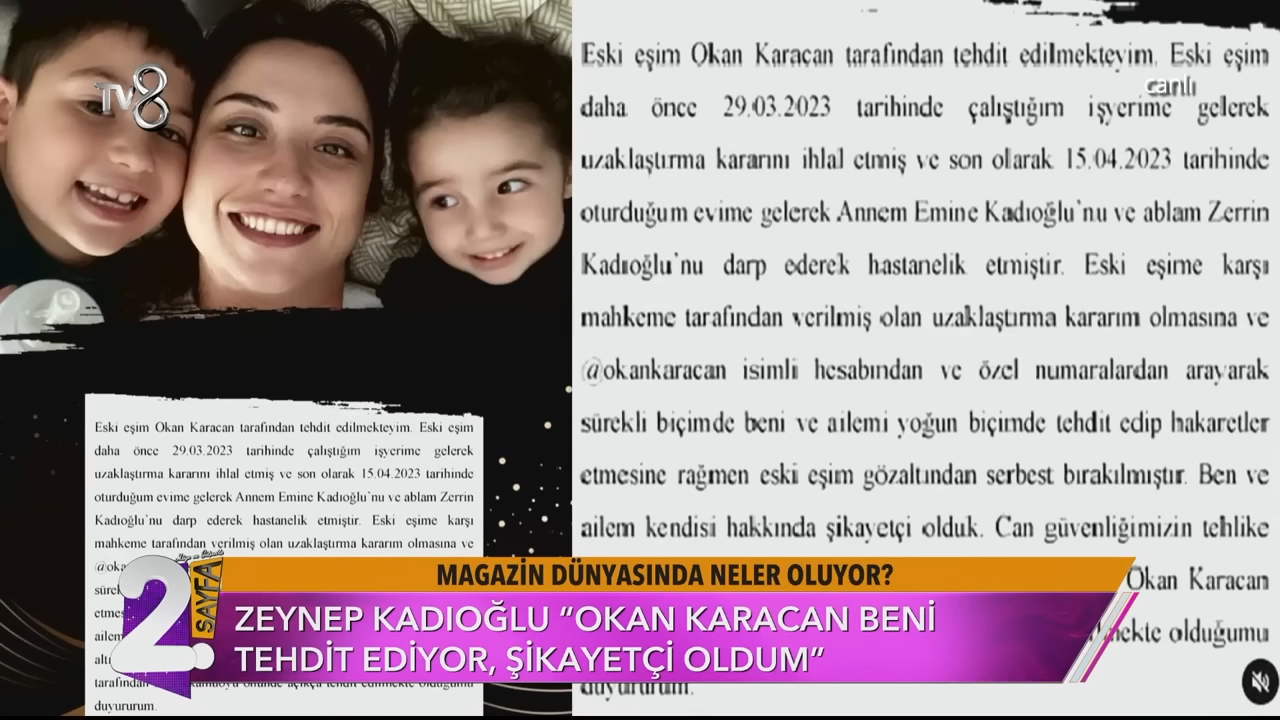 TV8
canlı
Eski eşim Okan Karacan tarafından tehdit edilmekteyim. Eski eşim
daha önce 29.03.2023 tarihinde çalıştığım işyerime gelerek
uzaklaştırma kararını ihlal etmiş ve son olarak 15.04.2023 tarihinde
oturduğum evime gelerek Annem Emine Kadıoğlu'nu ve ablam Zerrin
Kadıoğlu'nu darp ederek hastanelik etmiştir. Eski eşime karşı
mahkeme tarafından verilmiş olan uzaklaştırma kararım olmasına ve
@okankaracan isimli hesabından ve özel numaralardan arayarak
sürekli biçimde beni ve ailemi yoğun biçimde tehdit edip hakaretler
etmesine rağmen eski eşim gözaltından serbest bırakılmıştır. Ben ve
ailem kendisi hakkında şikayetçi olduk. Can güvenliğimizin tehlike
Okan Karacan
olduğumu
duyururum.
Eski eşim Okan Karacan tarafından tehdit edilmekteyim. Eski eşim
daha önce 29.03.2023 tarihinde çalıştığım işyerime gelerek
uzaklaştırma kararını ihlal etmiş ve son olarak 15.04.2023 tarihinde
oturduğum evime gelerek Annem Emine Kadıoğlu'nu ve ablam Zerrin
Kadıoğlu'nu darp ederek hastanelik etmiştir. Eski eşime karşı
mahkeme tarafından verilmiş olan uzaklaştırma kararım olmasına ve
tarafından
duyururum.
2. SAYFA
MAGAZİN DÜNYASINDA NELER OLUYOR?
ZEYNEP KADIOĞLU “OKAN KARACAN BENİ
TEHDİT EDİYOR, ŞİKAYETÇİ OLDUM“